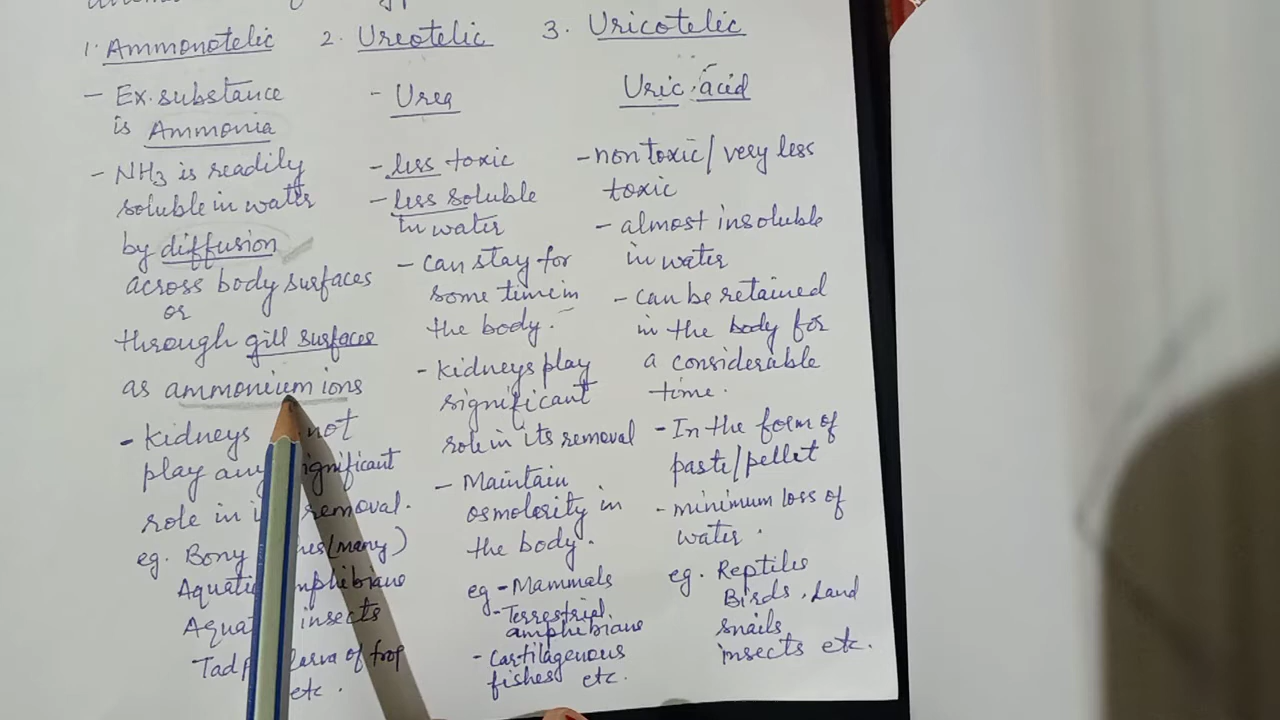 1. Ammonotelic
- Ex. substance
is Ammonia
- NH3 is readily
soluble in water
by diffusion
across body surfaces
or
through gill surfaces
as ammonium ions
- Kidneys not
play any significant
role in removal.
eg. Bony (many)
Aquatic
insects
larva of frog
etc.
2. Ureotelic
- Urea
- less toxic
- less soluble
in water
- can stay for
some time in
the body.
- kidneys play
significant
role in its removal
- Maintain
osmolority in
the body.
eg - Mammals
- Terrestrial
amphibians
- Cartilagenous
fishes etc.
3. Uricotelic
Uric acid
- non toxic/ very less
toxic
- almost insoluble
in water
- can be retained
in the body for
a considerable
time.
- In the form of
paste/pellet
- minimum loss of
water.
eg. Reptiles
Birds, Land
snails
insects etc.